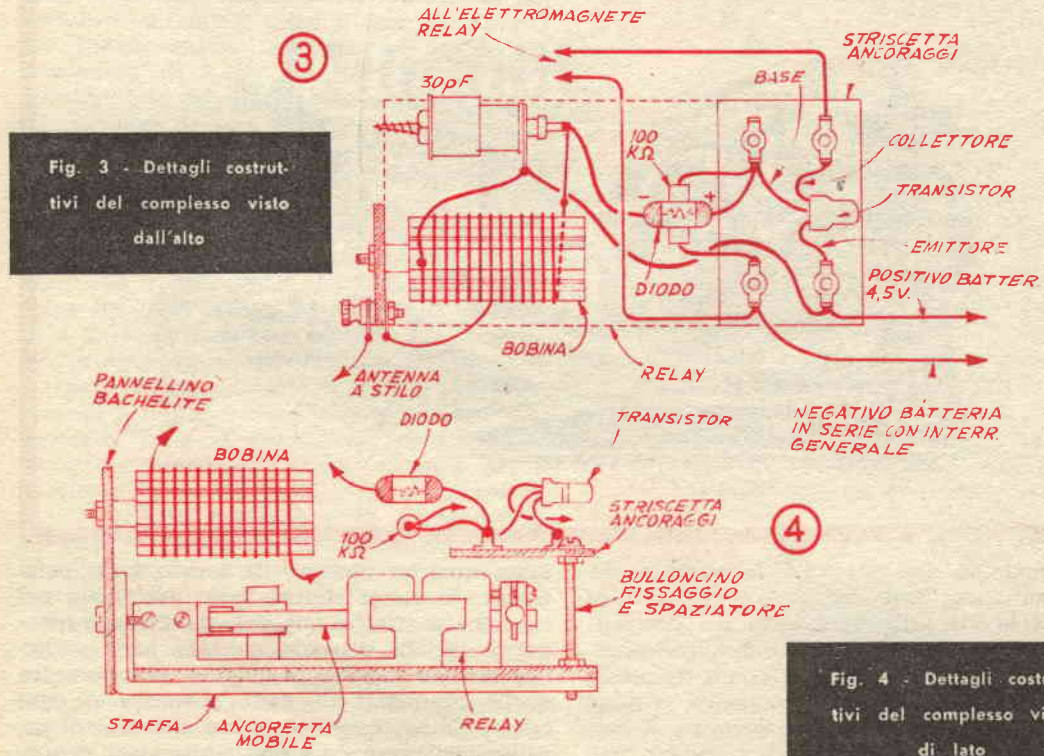 3
ALL'ELETTROMAGNETE
RELAY
STRISCETTA
ANCORAGGI
30pF
BASE
100
KΩ
COLLETTORE
TRANSISTOR
- +
EMITTORE
DIODO
POSITIVO BATTER.
4,5V.
BOBINA
RELAY
ANTENNA
A STILO
NEGATIVO BATTERIA
IN SERIE CON INTERR.
GENERALE
Fig. 3 - Dettagli costrut-
tivi del complesso visto
dall'alto
PANNELLINO
BACHELITE
BOBINA
DIODO
TRANSISTOR
100
KΩ
STRISCETTA
ANCORAGGI
4
BULLONCINO
FISSAGGIO
E SPAZIATORE
STAFFA
ANCORETTA
MOBILE
RELAY
Fig. 4 - Dettagli costr
tivi del complesso vi
di lato